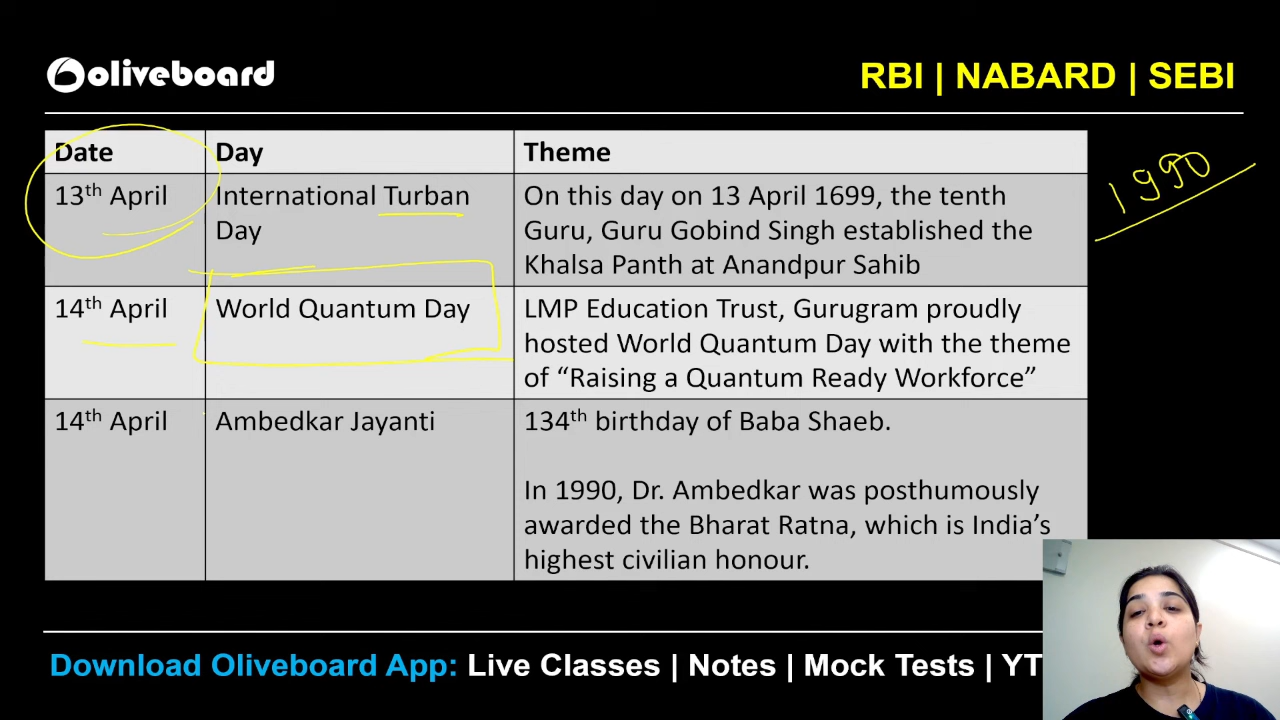 oliveboard
RBI | NABARD | SEBI
Date
Day
Theme
13th April
International Turban
Day
On this day on 13 April 1699, the tenth
Guru, Guru Gobind Singh established the
Khalsa Panth at Anandpur Sahib
1990
14th April
World Quantum Day
LMP Education Trust, Gurugram proudly
hosted World Quantum Day with the theme
of “Raising a Quantum Ready Workforce”
14th April
Ambedkar Jayanti
134th birthday of Baba Shaeb.
In 1990, Dr. Ambedkar was posthumously
awarded the Bharat Ratna, which is India’s
highest civilian honour.
Download Oliveboard App: Live Classes | Notes | Mock Tests | YT